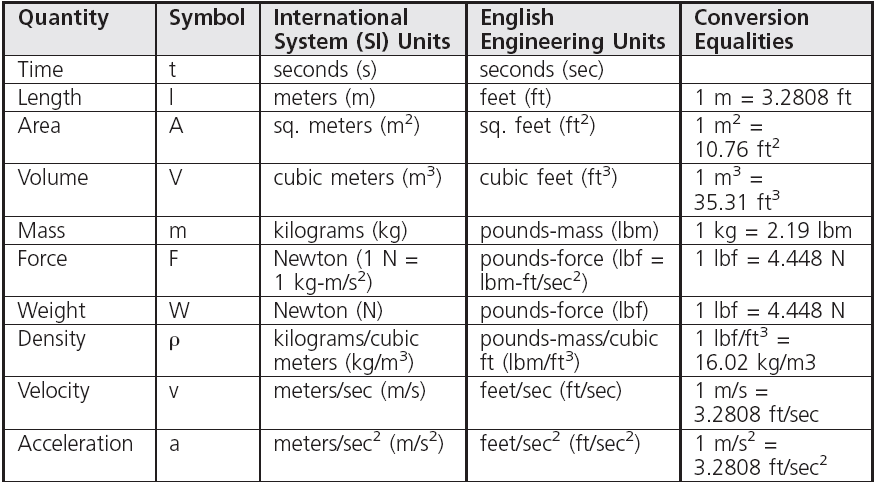 Quantity Symbol International System (SI) Units English Engineering Units Conversion Equalities
Time t seconds (s) seconds (sec)
Length l meters (m) feet (ft) 1 m = 3.2808 ft
Area A sq. meters (m²) sq. feet (ft²) 1 m² = 10.76 ft²
Volume V cubic meters (m³) cubic feet (ft³) 1 m³ = 35.31 ft³
Mass m kilograms (kg) pounds-mass (lbm) 1 kg = 2.19 lbm
Force F Newton (1 N = 1 kg-m/s²) pounds-force (lbf = lbm-ft/sec²) 1 lbf = 4.448 N
Weight W Newton (N) pounds-force (lbf) 1 lbf = 4.448 N
Density ρ kilograms/cubic meters (kg/m³) pounds-mass/cubic ft (lbm/ft³) 1 lbf/ft³ = 16.02 kg/m3
Velocity v meters/sec (m/s) feet/sec (ft/sec) 1 m/s = 3.2808 ft/sec
Acceleration a meters/sec² (m/s²) feet/sec² (ft/sec²) 1 m/s² = 3.2808 ft/sec²